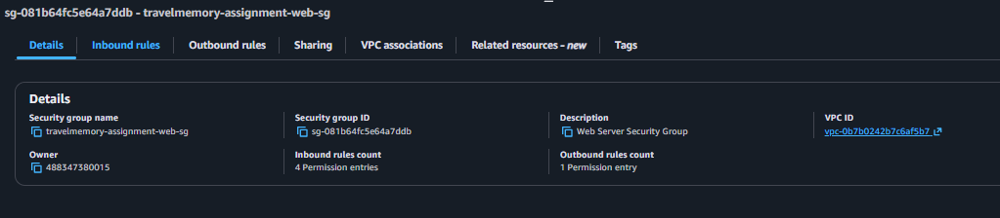 sg-081b64fc5e64a7ddb - travelmemory-assignment-web-sg
Details Inbound rules Outbound rules Sharing VPC associations Related resources - new Tags
Details
Security group name Security group ID Description VPC ID
travelmemory-assignment-web-sg sg-081b64fc5e64a7ddb Web Server Security Group vpc-0b7b0242b7c6af5b7
Owner Inbound rules count Outbound rules count
488347380015 4 Permission entries 1 Permission entry